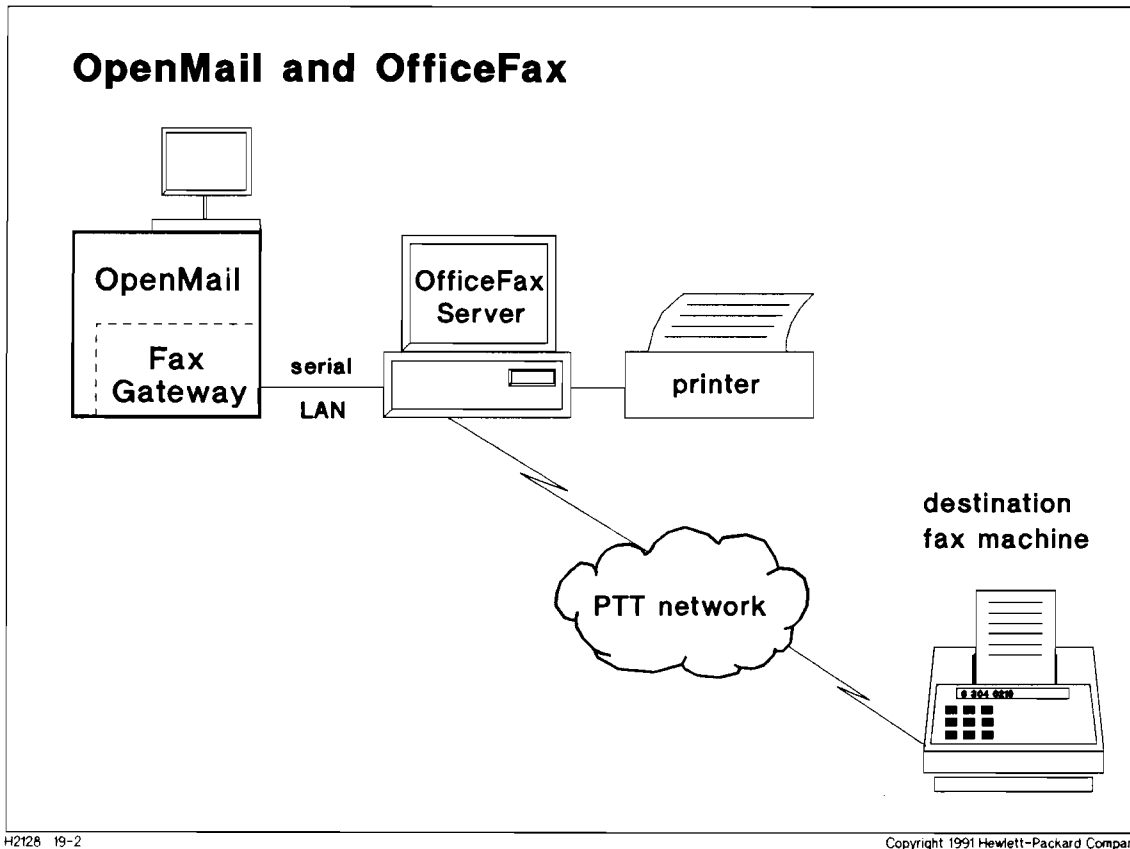 OpenMail and OfficeFax
OpenMail
Fax
Gateway
serial
LAN
OfficeFax
Server
printer
PTT network
destination
fax machine
H2128 19-2
Copyright 1991 Hewlett-Packard Compan